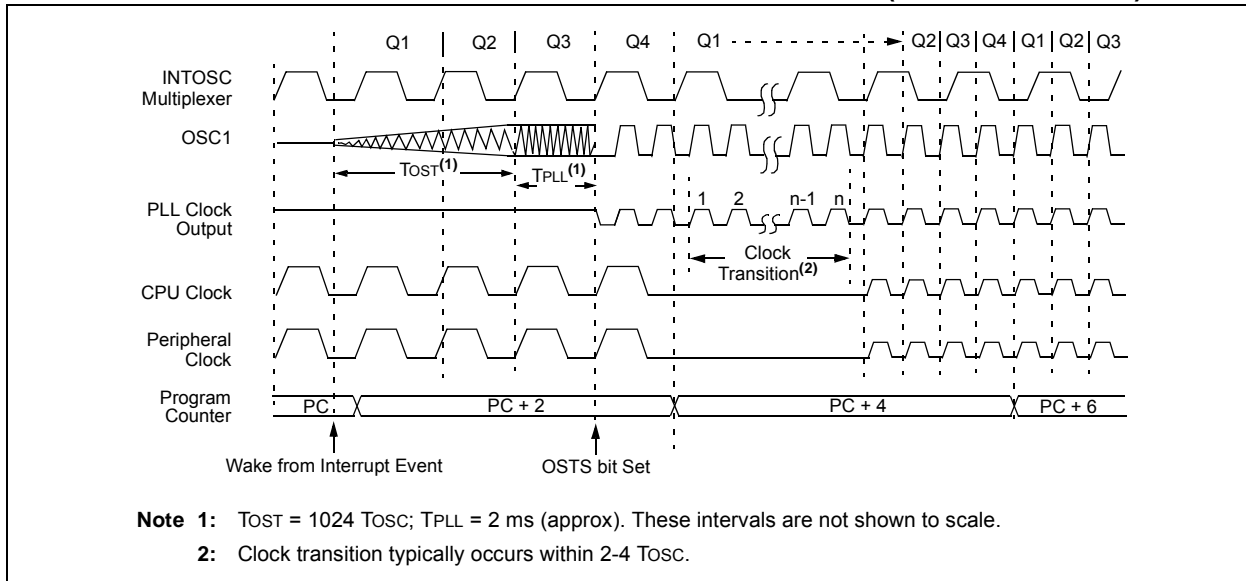 Q1 Q2 Q3 Q4 Q1 Q2 Q3 Q4 Q1 Q2 Q3
INTOSC
Multiplexer
OSC1
TOST(1) TPLL(1)
1 2 n-1 n
PLL Clock
Output
Clock
Transition(2)
CPU Clock
Peripheral
Clock
Program
Counter
PC PC + 2 PC + 4 PC + 6
Wake from Interrupt Event OSTS bit Set
Note 1: TOST = 1024 TOSC; TPLL = 2 ms (approx). These intervals are not shown to scale.
2: Clock transition typically occurs within 2-4 TOSC.